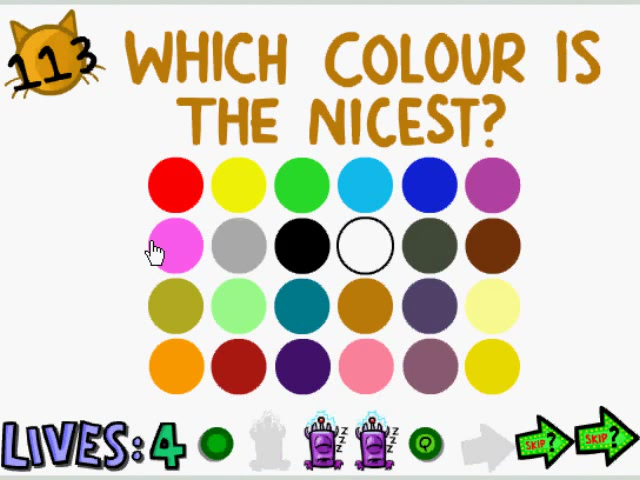 113
WHICH COLOUR IS
THE NICEST?
LIVES: 4
Z Z Z
Z Z Z
SKIP?
SKIP?